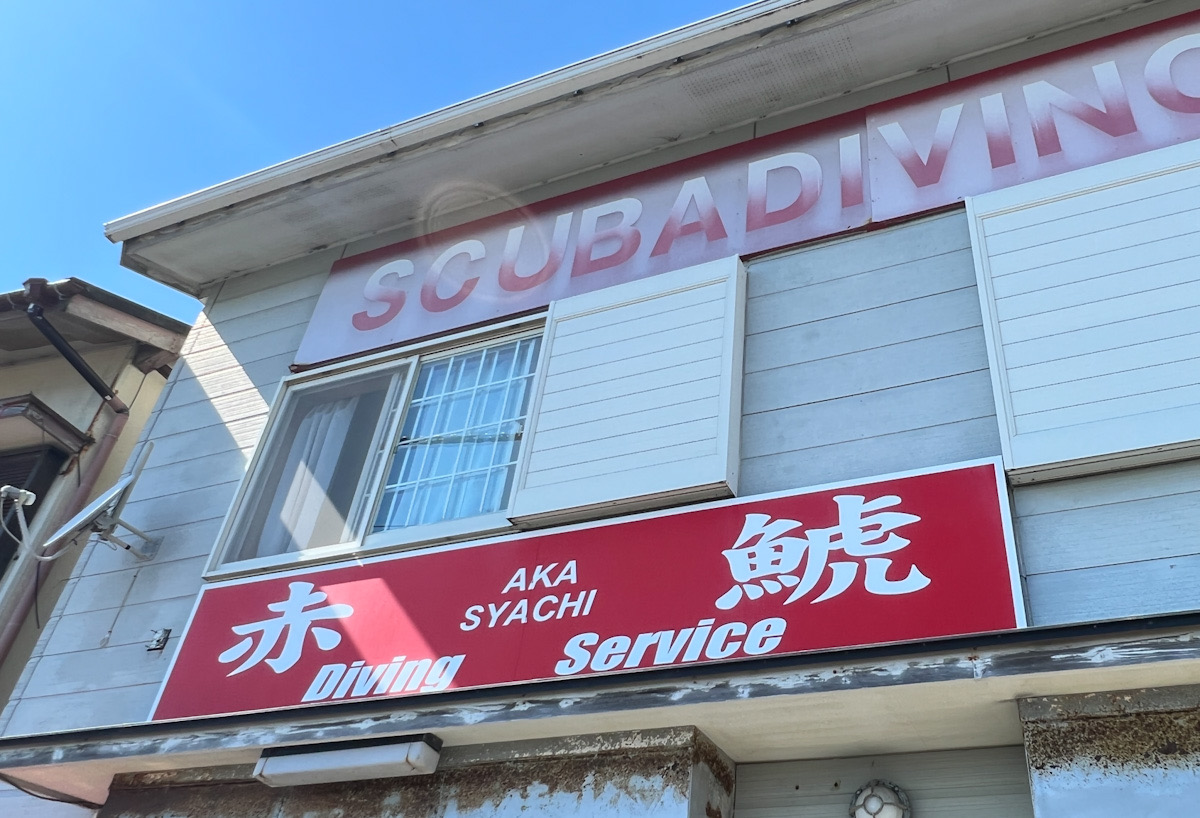 SCUBADIVING
赤 AKA SYACHI 鯱
Diving Service